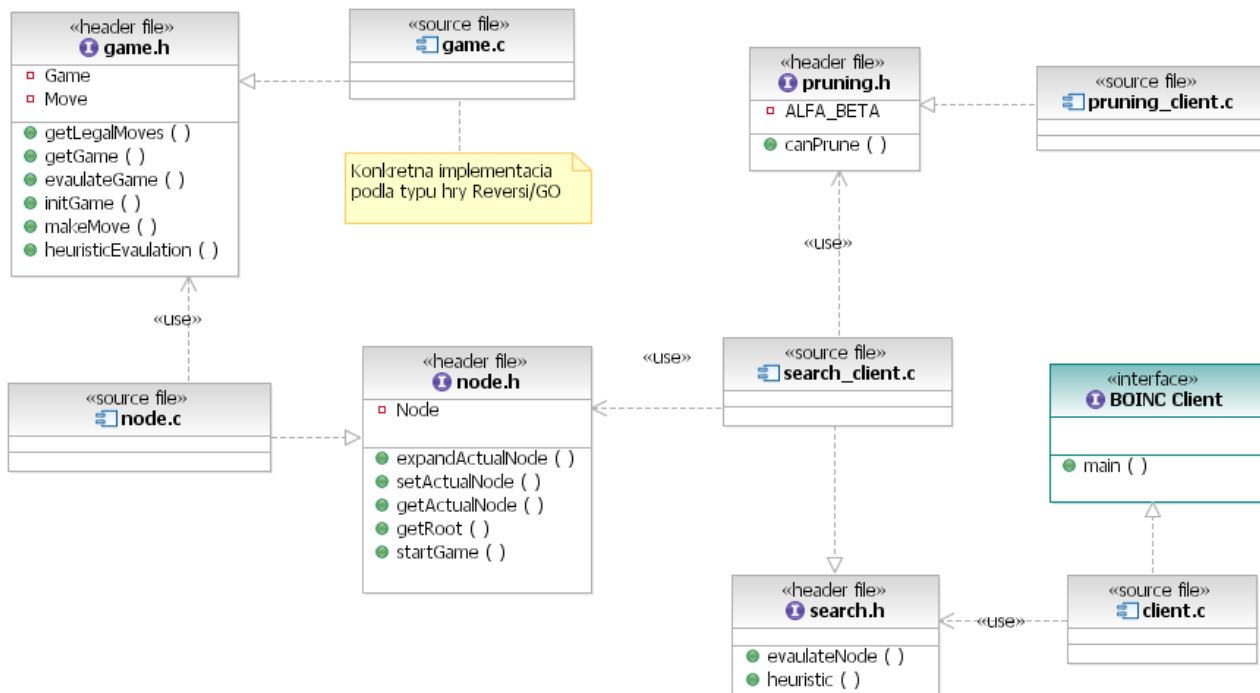 «header file»
game.h
Game
Move
getLegalMoves ( )
getGame ( )
evaulateGame ( )
initGame ( )
makeMove ( )
heuristicEvaulation ( )
«source file»
game.c
Konkretna implementacia
podla typu hry Reversi/GO
«header file»
pruning.h
ALFA_BETA
canPrune ( )
«source file»
pruning_client.c
«use»
«use»
«source file»
node.c
«header file»
node.h
Node
expandActualNode ( )
setActualNode ( )
getActualNode ( )
getRoot ( )
startGame ( )
«use»
«source file»
search_client.c
«interface»
BOINC Client
main ( )
«header file»
search.h
evaulateNode ( )
heuristic ( )
«use»
«source file»
client.c